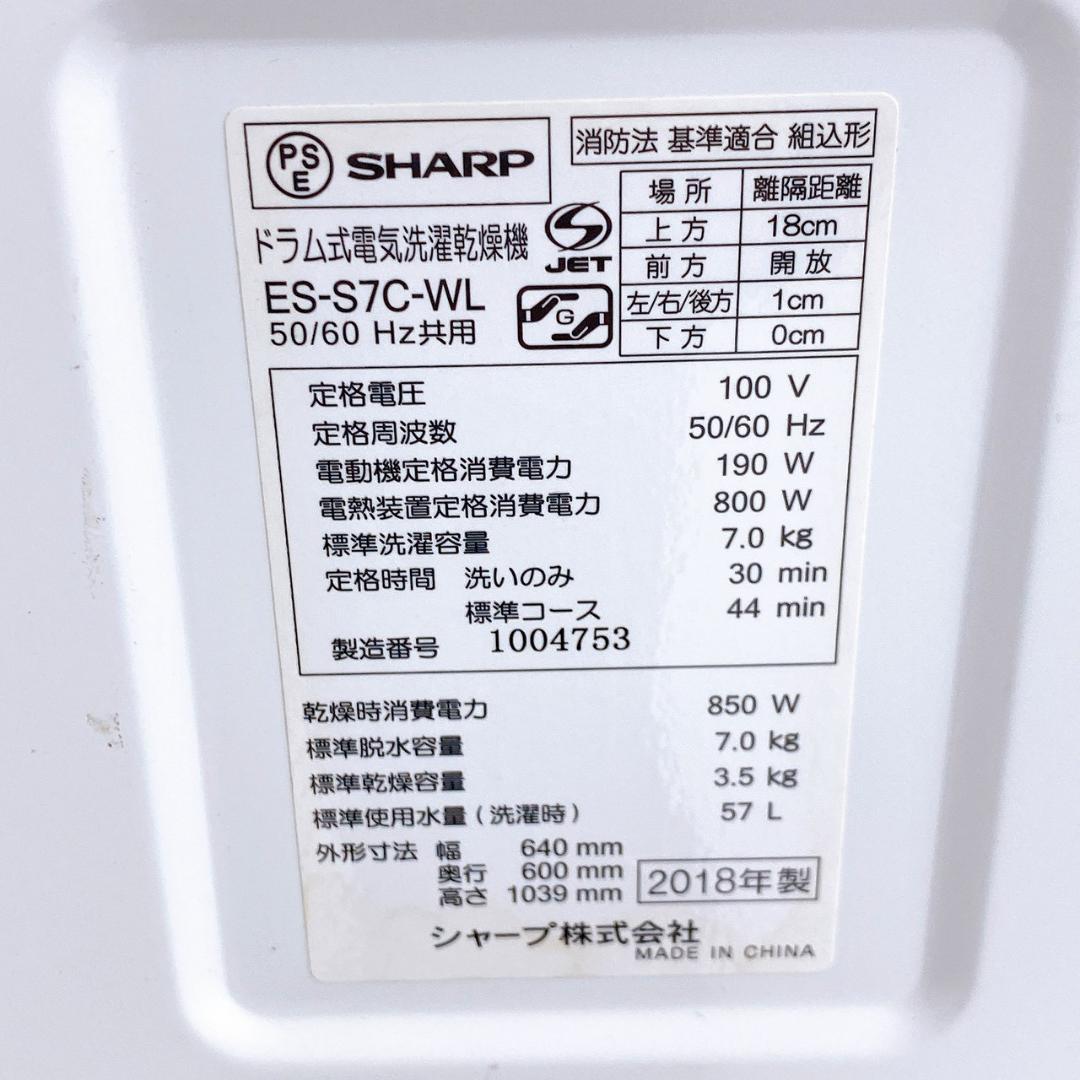 PSE SHARP
消防法 基準適合 組込形
場所 離隔距離
上方 18cm
前方 開放
左/右/後方 1cm
下方 0cm
ドラム式電気洗濯乾燥機
S JET
ES-S7C-WL
G
50/60 Hz共用
定格電圧 100 V
定格周波数 50/60 Hz
電動機定格消費電力 190 W
電熱装置定格消費電力 800 W
標準洗濯容量 7.0 kg
定格時間 洗いのみ 30 min
標準コース 44 min
製造番号 1004753
乾燥時消費電力 850 W
標準脱水容量 7.0 kg
標準乾燥容量 3.5 kg
標準使用水量(洗濯時) 57 L
外形寸法 幅 640 mm
奥行 600 mm
高さ 1039 mm
2018年製
シャープ株式会社
MADE IN CHINA